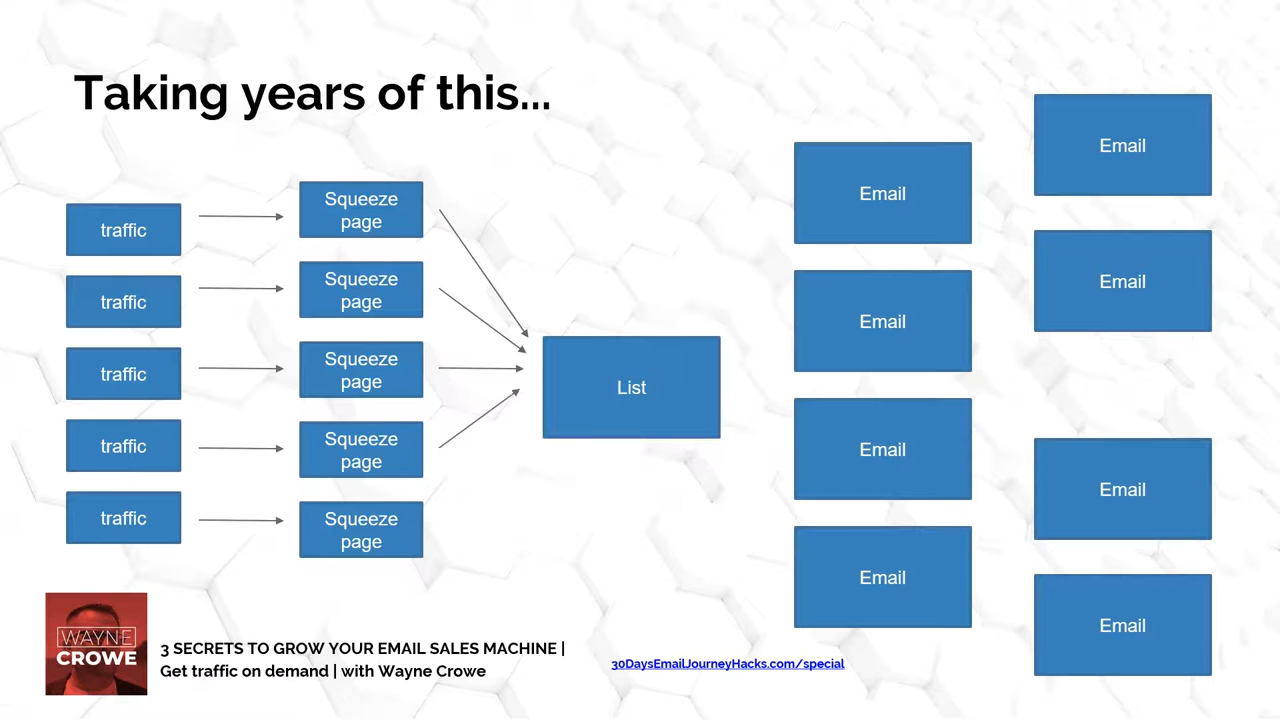 Taking years of this...
traffic
traffic
traffic
traffic
traffic
Squeeze
page
Squeeze
page
Squeeze
page
Squeeze
page
Squeeze
page
List
Email
Email
Email
Email
Email
Email
Email
Email
WAYNE
CROWE
3 SECRETS TO GROW YOUR EMAIL SALES MACHINE |
Get traffic on demand | with Wayne Crowe
30DaysEmailJourneyHacks.com/special